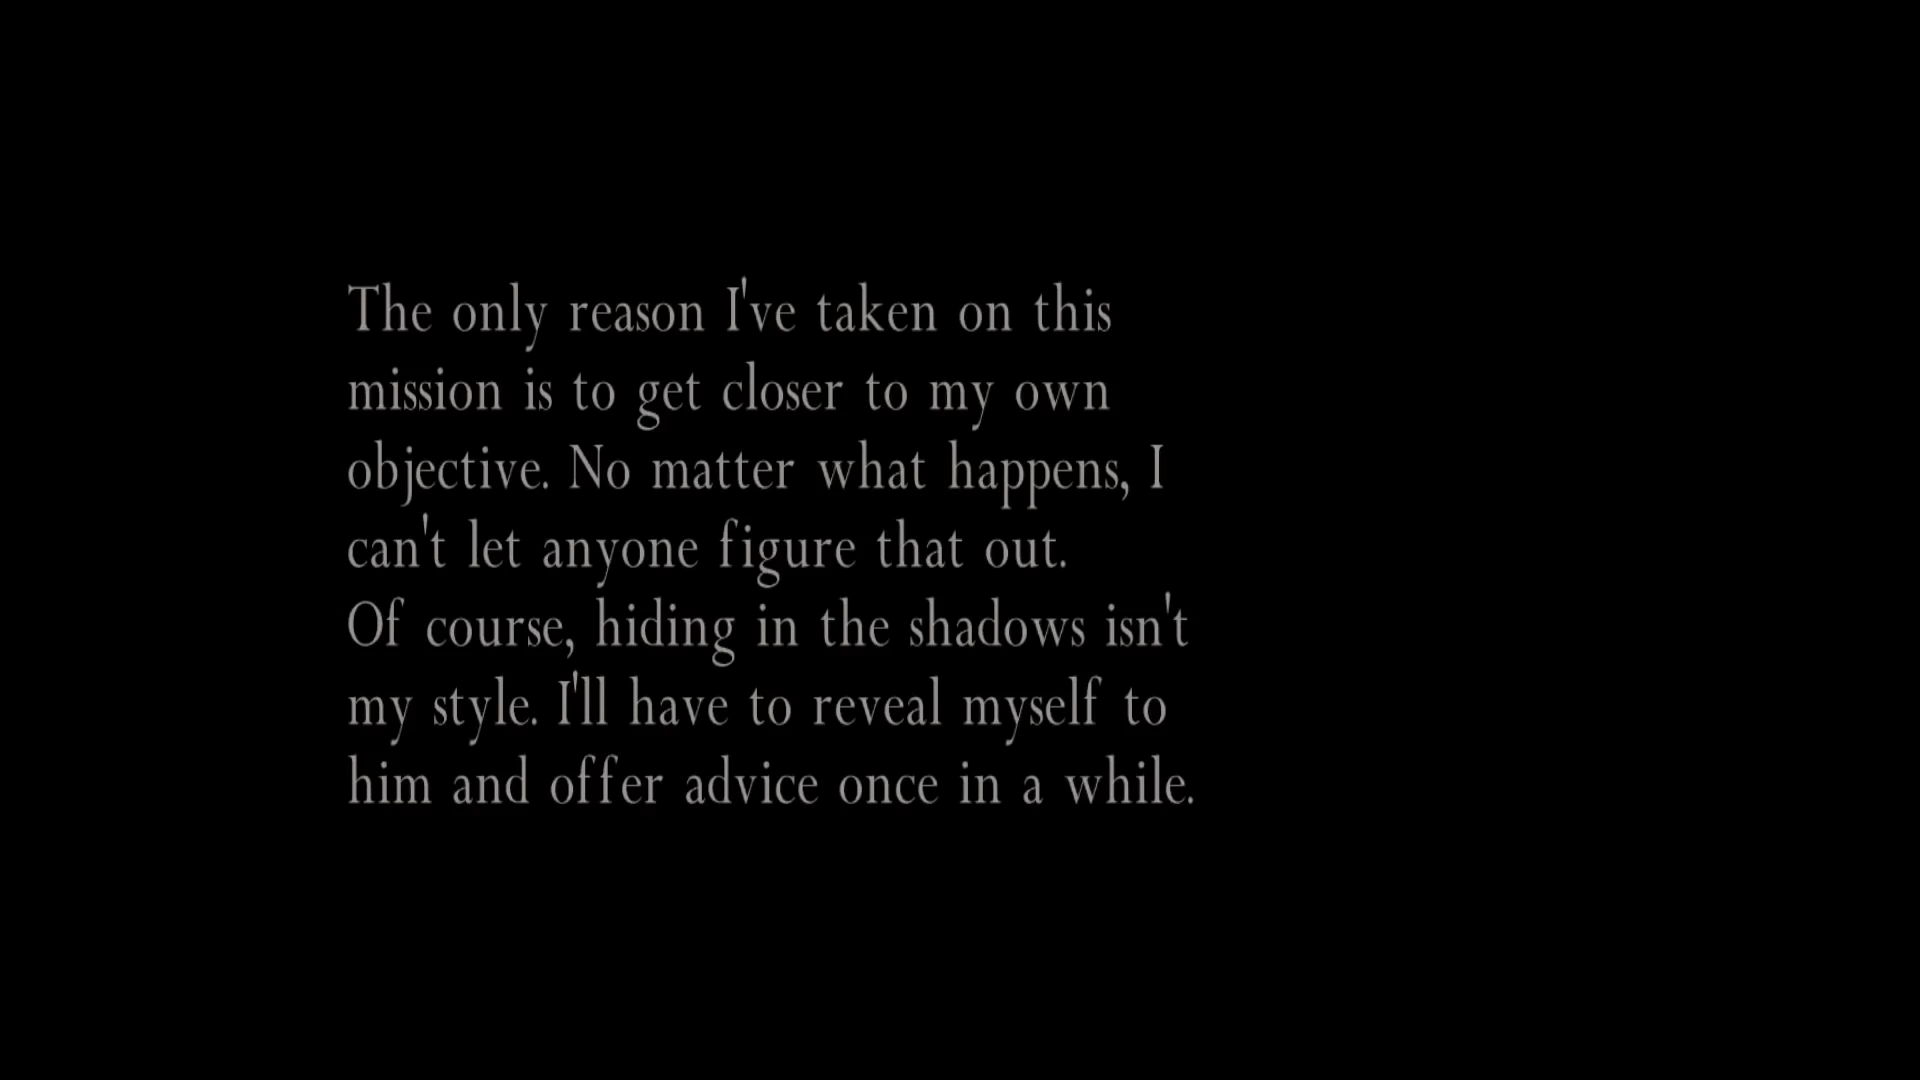 The only reason I've taken on this
mission is to get closer to my own
objective. No matter what happens, I
can't let anyone figure that out.
Of course, hiding in the shadows isn't
my style. I'll have to reveal myself to
him and offer advice once in a while.